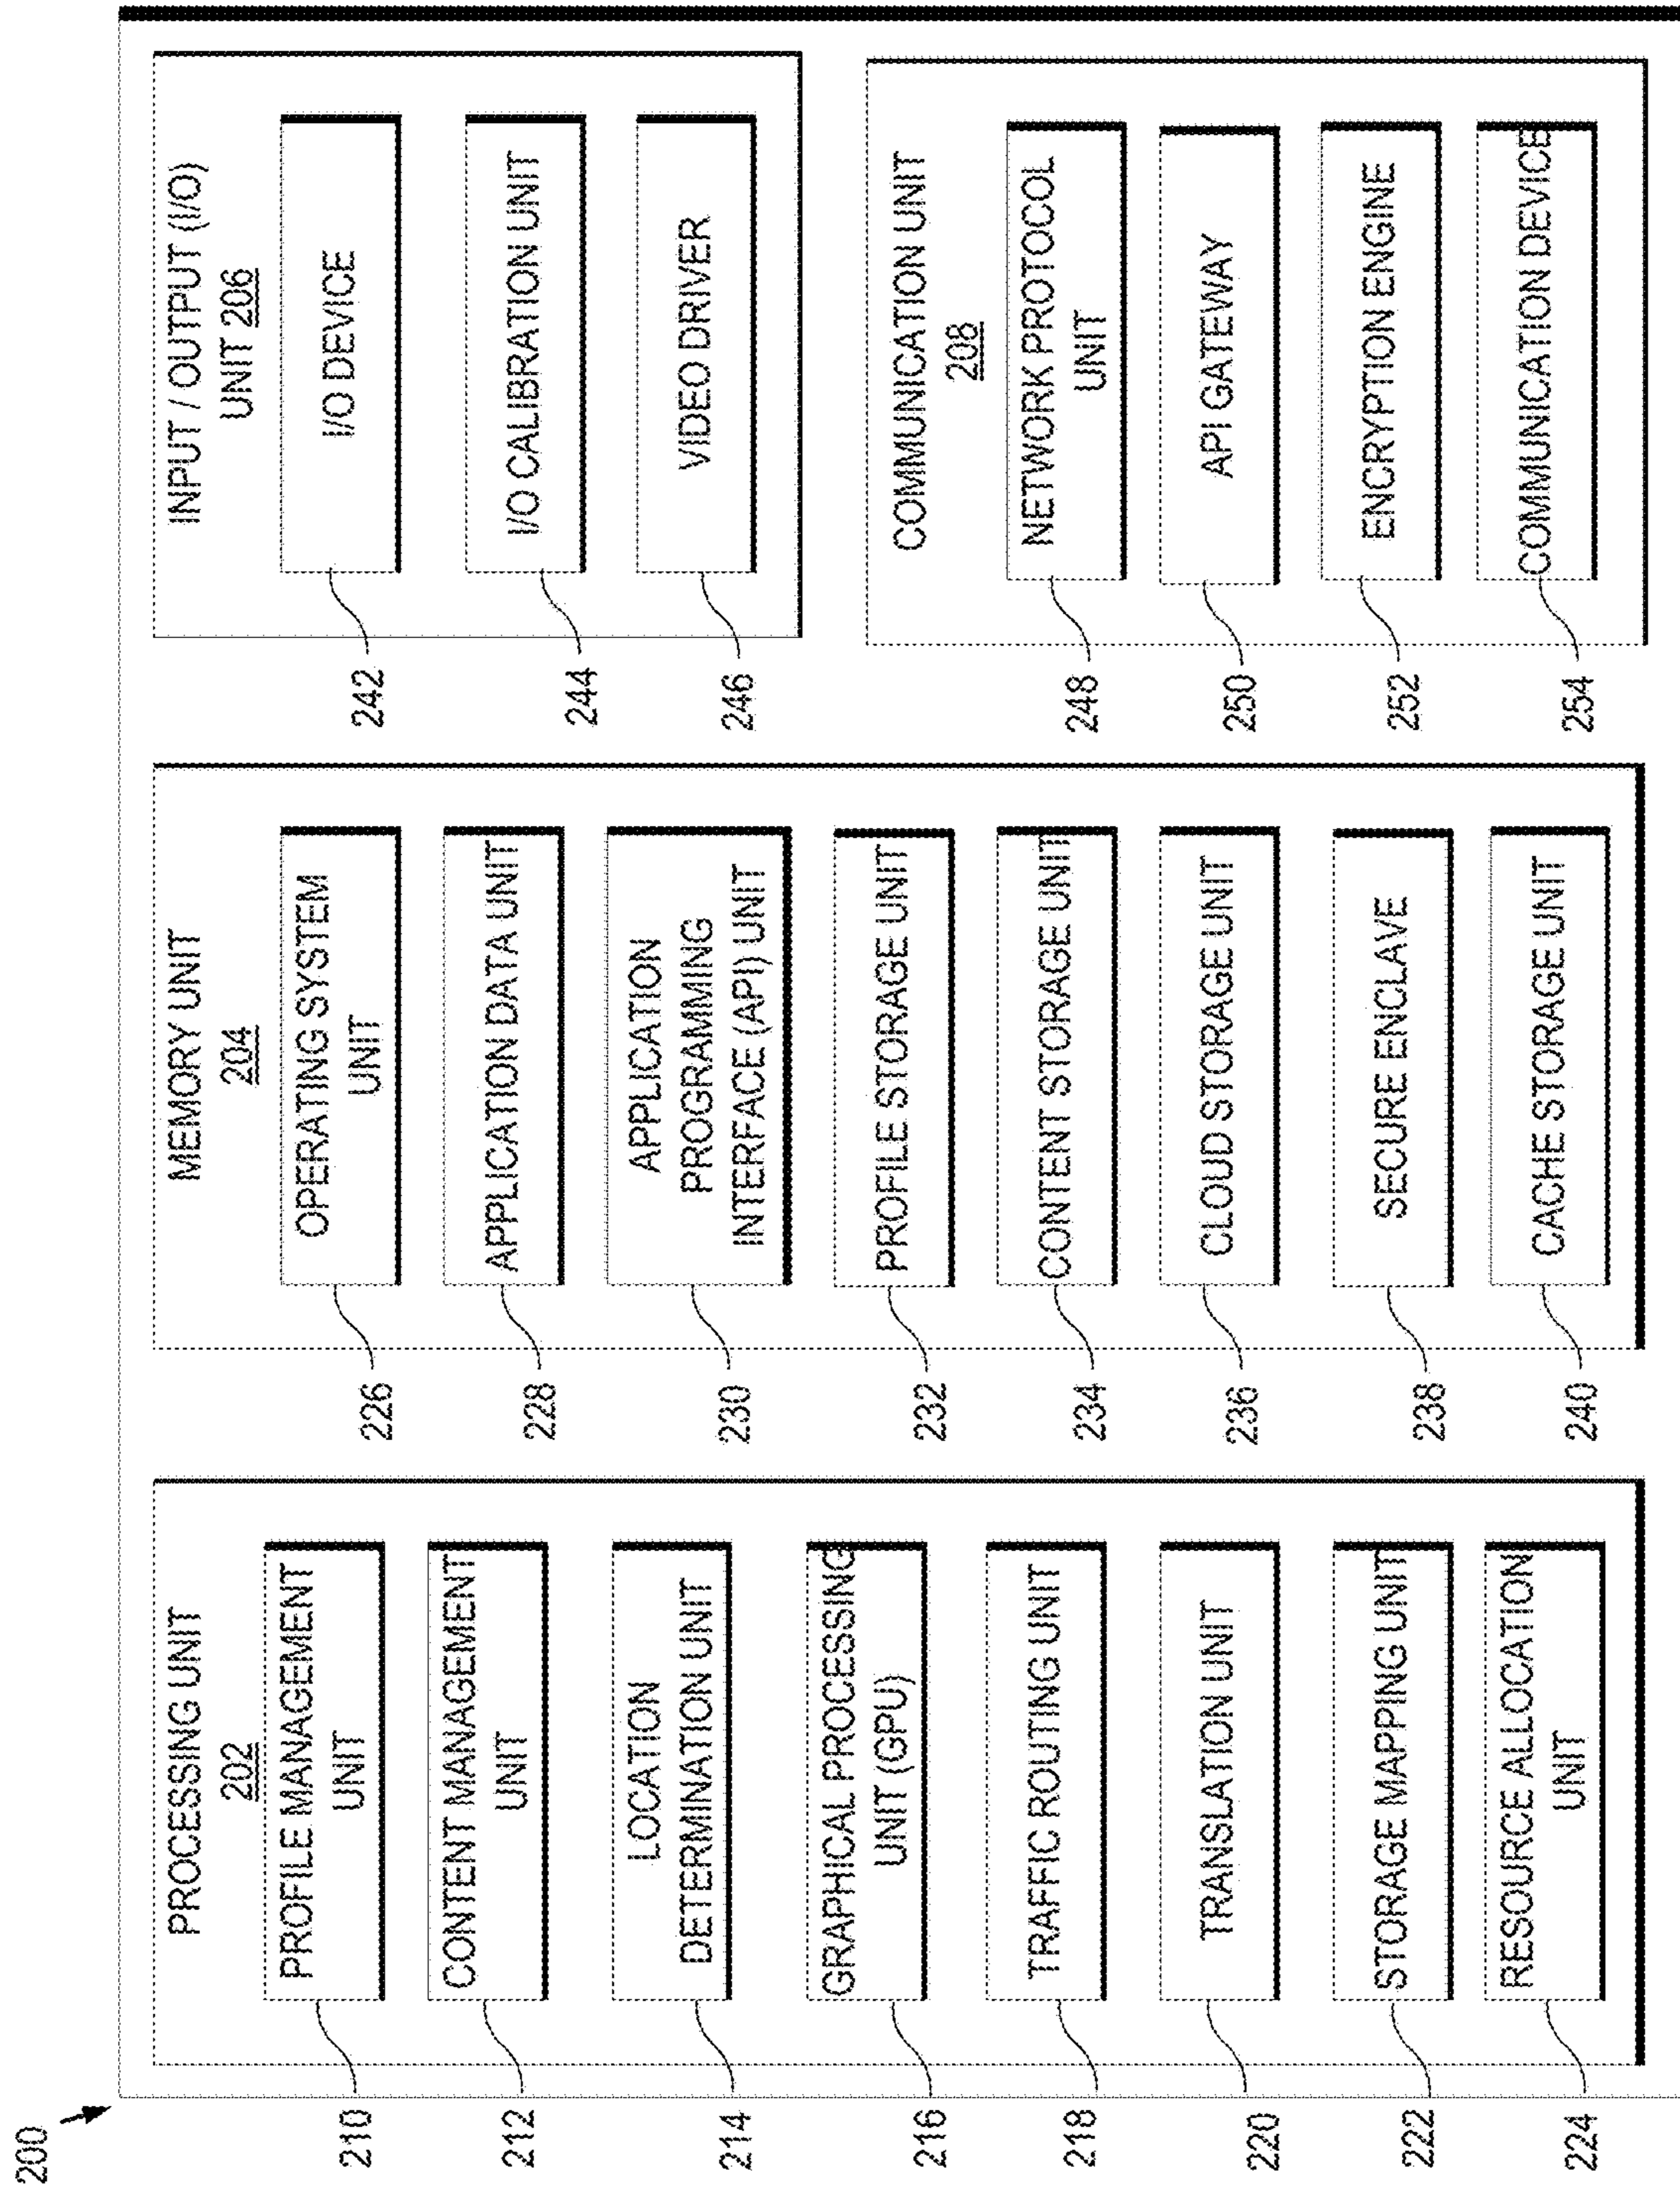 200
PROCESSING UNIT
202
210
PROFILE MANAGEMENT
UNIT
212
CONTENT MANAGEMENT
UNIT
214
LOCATION
DETERMINATION UNIT
216
GRAPHICAL PROCESSING
UNIT (GPU)
218
TRAFFIC ROUTING UNIT
220
TRANSLATION UNIT
222
STORAGE MAPPING UNIT
224
RESOURCE ALLOCATION
UNIT
MEMORY UNIT
204
226
OPERATING SYSTEM
UNIT
228
APPLICATION DATA UNIT
230
APPLICATION
PROGRAMMING
INTERFACE (API) UNIT
232
PROFILE STORAGE UNIT
234
CONTENT STORAGE UNIT
236
CLOUD STORAGE UNIT
238
SECURE ENCLAVE
240
CACHE STORAGE UNIT
INPUT / OUTPUT (I/O)
UNIT 206
242
I/O DEVICE
244
I/O CALIBRATION UNIT
246
VIDEO DRIVER
COMMUNICATION UNIT
208
248
NETWORK PROTOCOL
UNIT
250
API GATEWAY
252
ENCRYPTION ENGINE
254
COMMUNICATION DEVICE